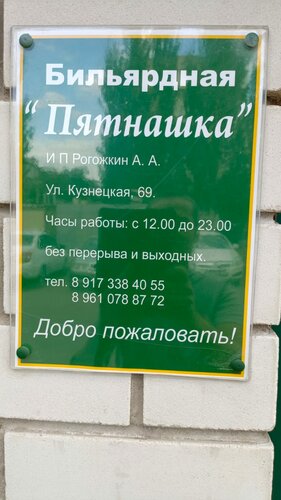 Бильярдная
“Пятнашка”
И П Рогожкин А. А.
Ул. Кузнецкая, 69.
Часы работы: с 12.00 до 23.00
без перерыва и выходных.
тел. 8 917 338 40 55
8 961 078 87 72
Добро пожаловать!